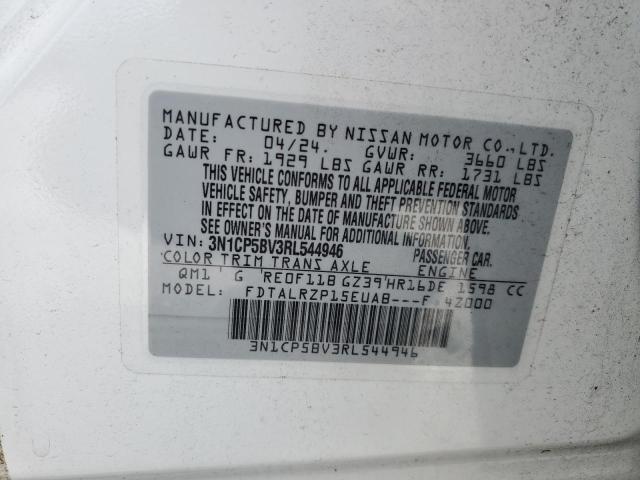 MANUFACTURED BY NISSAN MOTOR CO., LTD.
DATE: 04/24. GVWR: 3660 LBS
GAWR FR: 1929 LBS GAWR RR: 1731 LBS
THIS VEHICLE CONFORMS TO ALL APPLICABLE FEDERAL MOTOR
VEHICLE SAFETY, BUMPER AND THEFT PREVENTION STANDARDS
IN EFFECT ON THE DATE OF MANUFACTURE SHOWN ABOVE.
SEE OWNER'S MANUAL FOR ADDITIONAL INFORMATION.
VIN: 3N1CP5BV3RL544946 PASSENGER CAR.
COLOR TRIM TRANS AXLE ENGINE
QM1 G RE0F11B GZ39 HR16DE 1598 CC
MODEL FDTALRZP15EUAB---F 42000
3N1CP5BV3RL544946